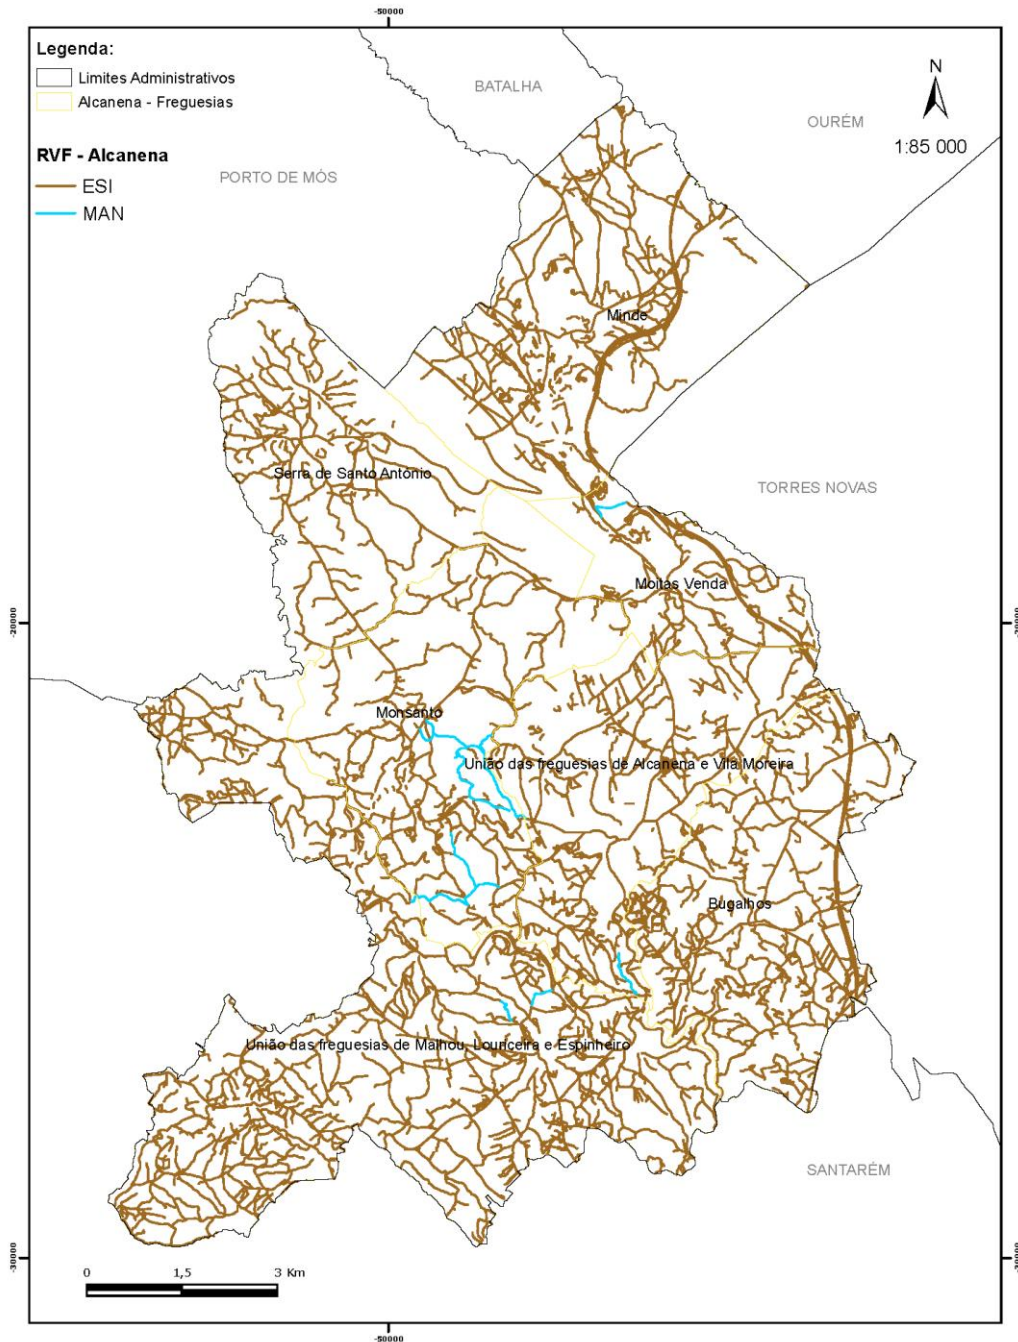 -50000
Legenda:
Limites Administrativos
Alcanena - Freguesias
RVF - Alcanena
ESI
MAN
BATALHA
OURÉM
N
1:85 000
PORTO DE MÓS
Minde
Serra de Santo António
TORRES NOVAS
Moitas Venda
-20000
-20000
Monsanto
União das freguesias de Alcanena e Vila Moreira
Bugalhos
União das freguesias de Malhou, Louriceira e Espinheiro
SANTARÉM
-30000
-30000
0 1,5 3 Km
-50000